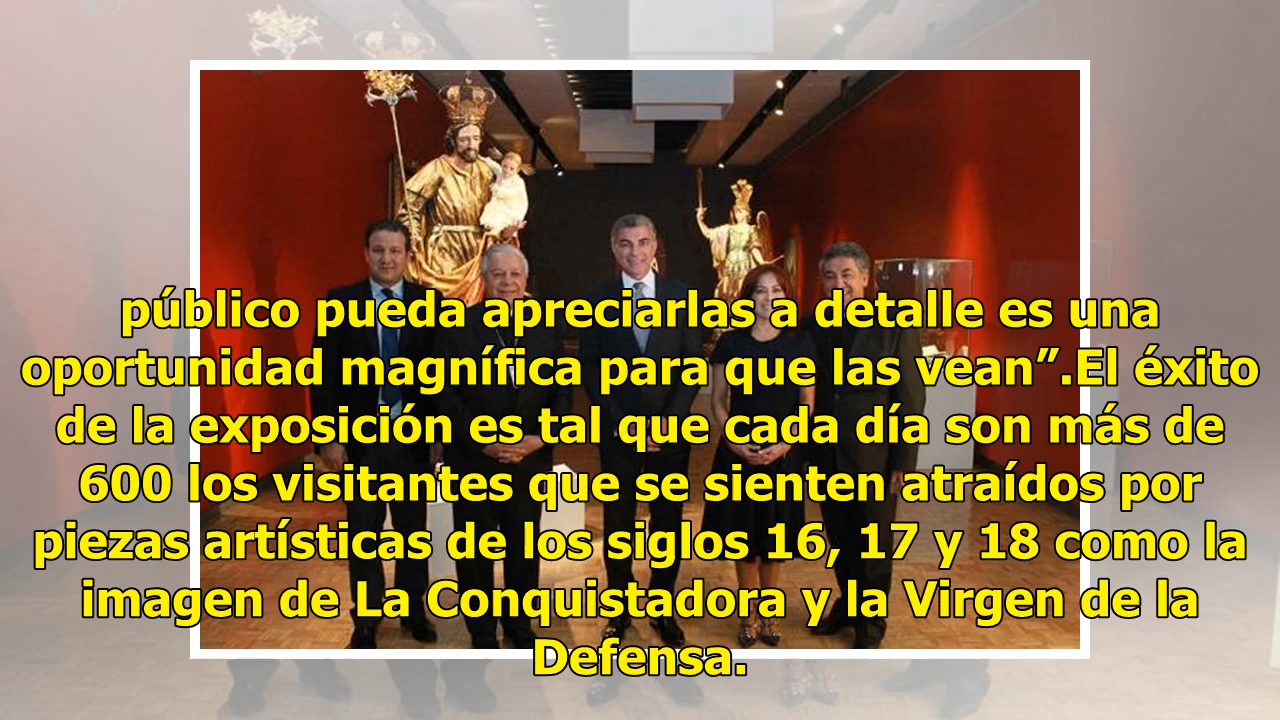 público pueda apreciarlas a detalle es una
oportunidad magnífica para que las vean”.El éxito
de la exposición es tal que cada día son más de
600 los visitantes que se sienten atraídos por
piezas artísticas de los siglos 16, 17 y 18 como la
imagen de La Conquistadora y la Virgen de la
Defensa.